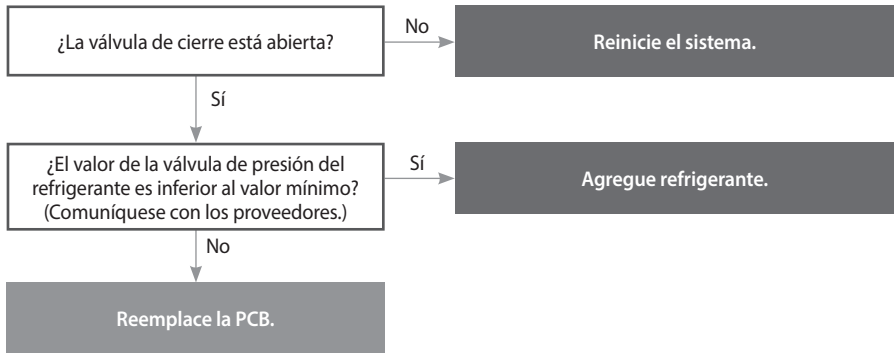 ¿La válvula de cierre está abierta?
No
Reinicie el sistema.
Sí
¿El valor de la válvula de presión del
refrigerante es inferior al valor mínimo?
(Comuníquese con los proveedores.)
Sí
Agregue refrigerante.
No
Reemplace la PCB.